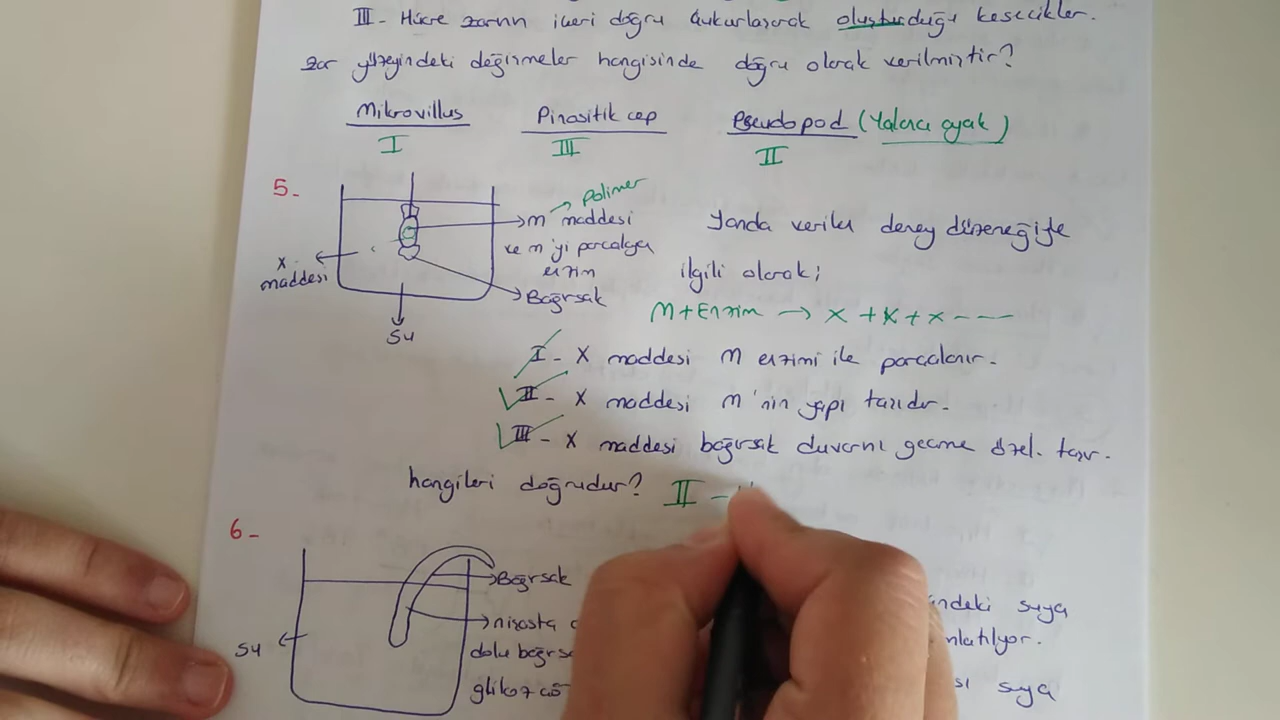 III - Hücre zarının içeri doğru çukurlaşarak oluşturduğu kesecikler.
zar yüzeyindeki değişmeler hangisinde doğru olarak verilmiştir?
Mikrovillus Pinositik cep Pseudopod (Yalancı ayak)
I III II
5-
polimer
m maddesi
ve m'yi parçalayan
enzim
Bağırsak
X
maddesi
Su
Yanda verilen deney düzeneğiyle
ilgili olarak;
M+Enzim → X + X + X ---
I - X maddesi M enzimi ile parçalanır.
II - X maddesi M'nin yapı taşıdır.
III - X maddesi bağırsak duvarını geçme özel. taşır.
hangileri doğrudur? II -
6-
Bağırsak
nişasta
dolu
Su
suya
suya